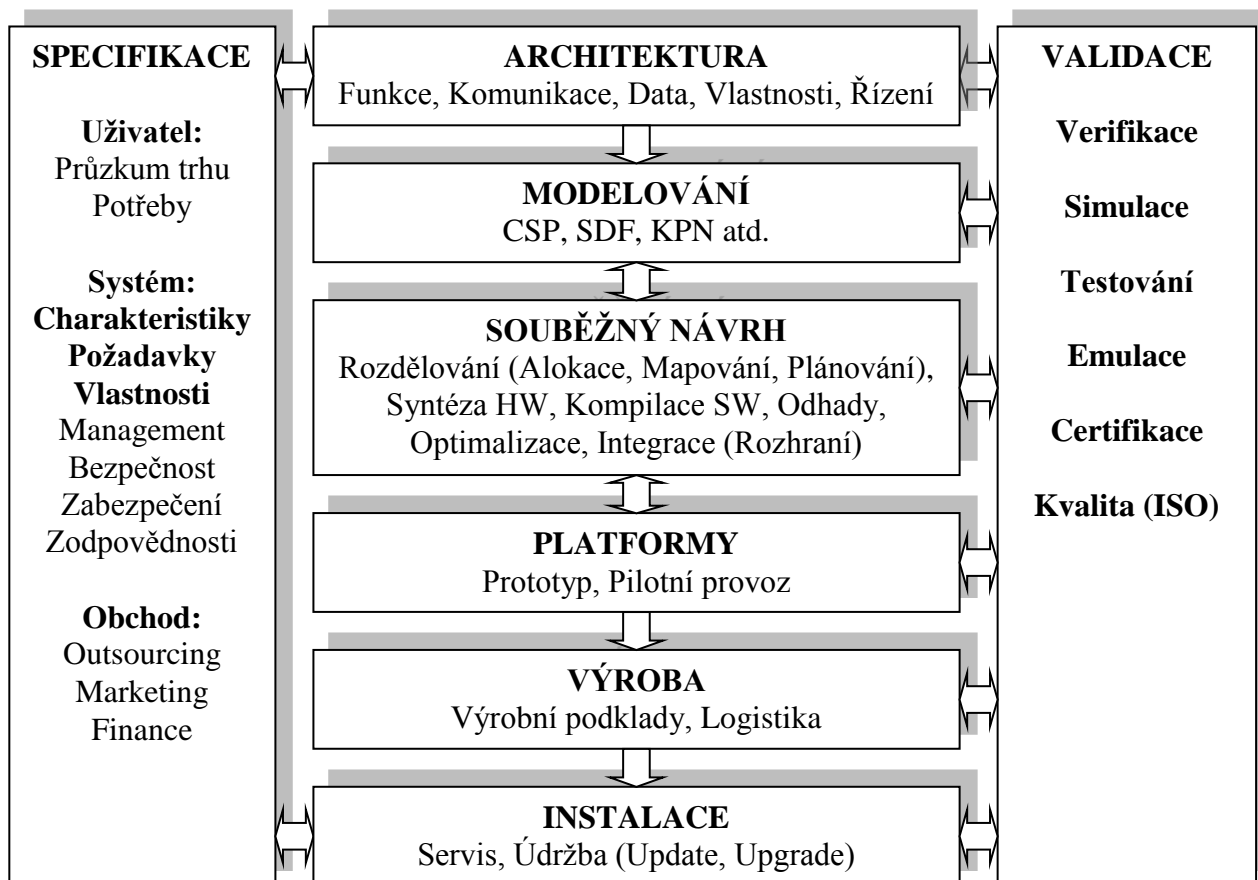 SPECIFIKACE
Uživatel:
Průzkum trhu
Potřeby
Systém:
Charakteristiky
Požadavky
Vlastnosti
Management
Bezpečnost
Zabezpečení
Zodpovědnosti
Obchod:
Outsourcing
Marketing
Finance
ARCHITEKTURA
Funkce, Komunikace, Data, Vlastnosti, Řízení
MODELOVÁNÍ
CSP, SDF, KPN atd.
SOUBĚŽNÝ NÁVRH
Rozdělování (Alokace, Mapování, Plánování),
Syntéza HW, Kompilace SW, Odhady,
Optimalizace, Integrace (Rozhraní)
PLATFORMY
Prototyp, Pilotní provoz
VÝROBA
Výrobní podklady, Logistika
INSTALACE
Servis, Údržba (Update, Upgrade)
VALIDACE
Verifikace
Simulace
Testování
Emulace
Certifikace
Kvalita (ISO)